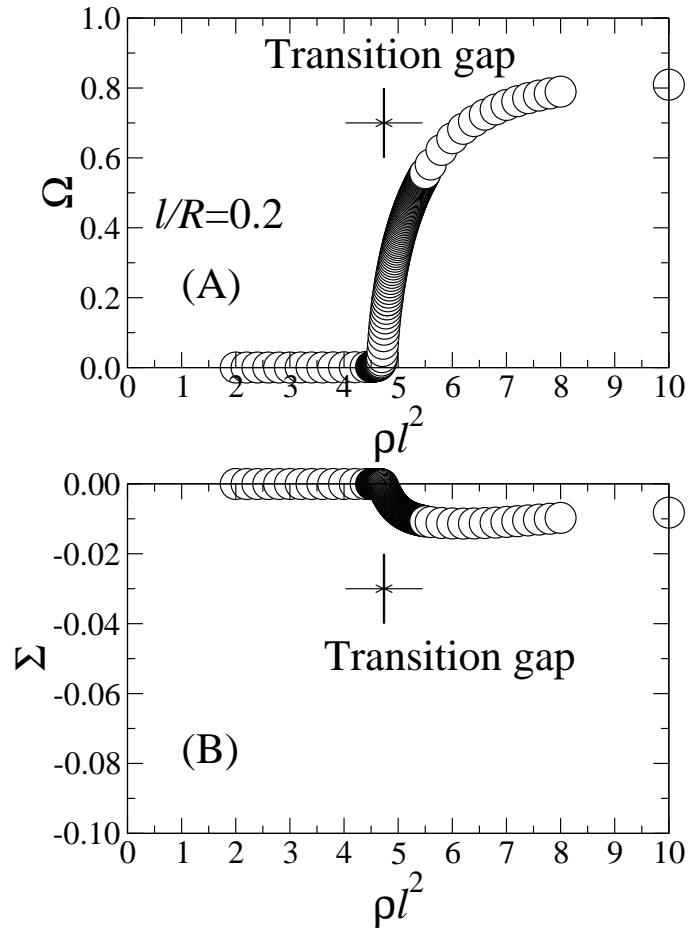 1.0
Transition gap
0.8
0.6
Ω
l/R=0.2
0.4
(A)
0.2
0.0
0 1 2 3 4 5 6 7 8 9 10
ρl²
0.00
-0.02
-0.04
Transition gap
Σ
-0.06
(B)
-0.08
-0.10
0 1 2 3 4 5 6 7 8 9 10
ρl²